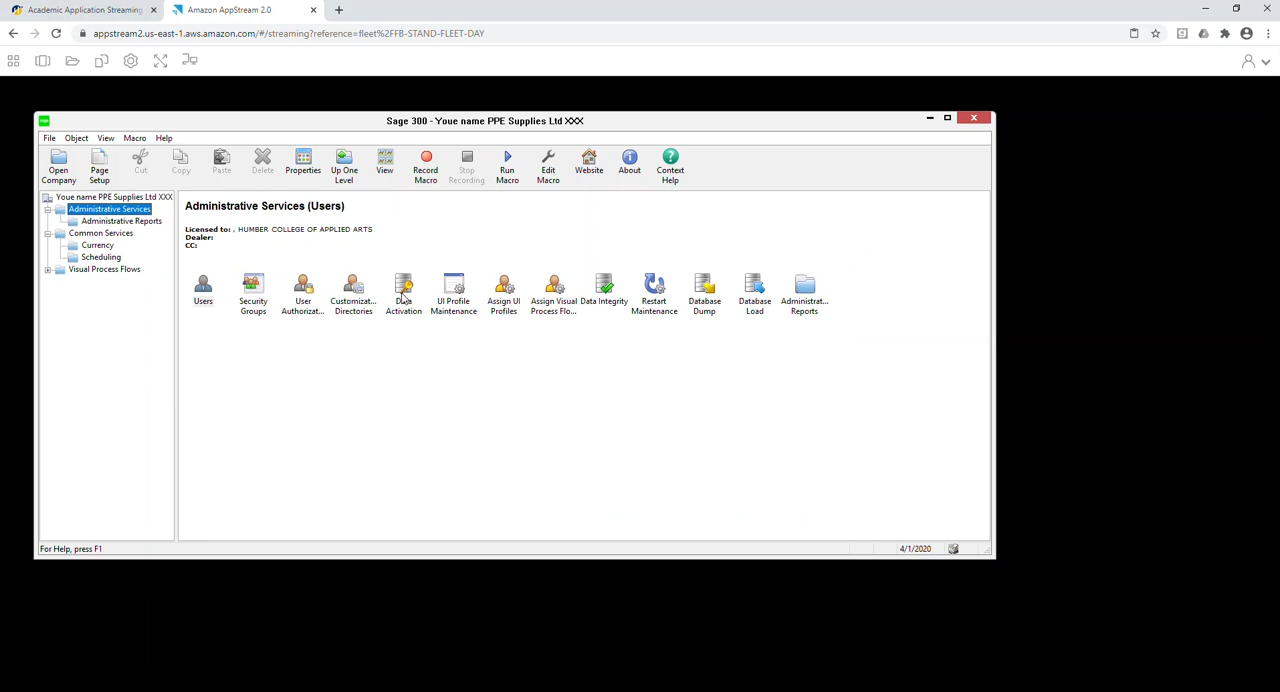 Academic Application Streaming
Amazon AppStream 2.0
appstream2.us-east-1.aws.amazon.com/#/streaming?reference=fleet%2FFB-STAND-FLEET-DAY
sage
Sage 300 - Youe name PPE Supplies Ltd XXX
File Object View Macro Help
Open Company
Page Setup
Cut
Copy
Paste
Delete
Properties
Up One Level
View
Record Macro
Stop Recording
Run Macro
Edit Macro
Website
About
Context Help
Youe name PPE Supplies Ltd XXX
Administrative Services
Administrative Reports
Common Services
Currency
Scheduling
Visual Process Flows
Administrative Services (Users)
Licensed to: , HUMBER COLLEGE OF APPLIED ARTS
Dealer:
CC:
Users
Security Groups
User Authorizat...
Customizat... Directories
Data Activation
UI Profile Maintenance
Assign UI Profiles
Assign Visual Process Flo...
Data Integrity
Restart Maintenance
Database Dump
Database Load
Administrat... Reports
For Help, press F1
4/1/2020